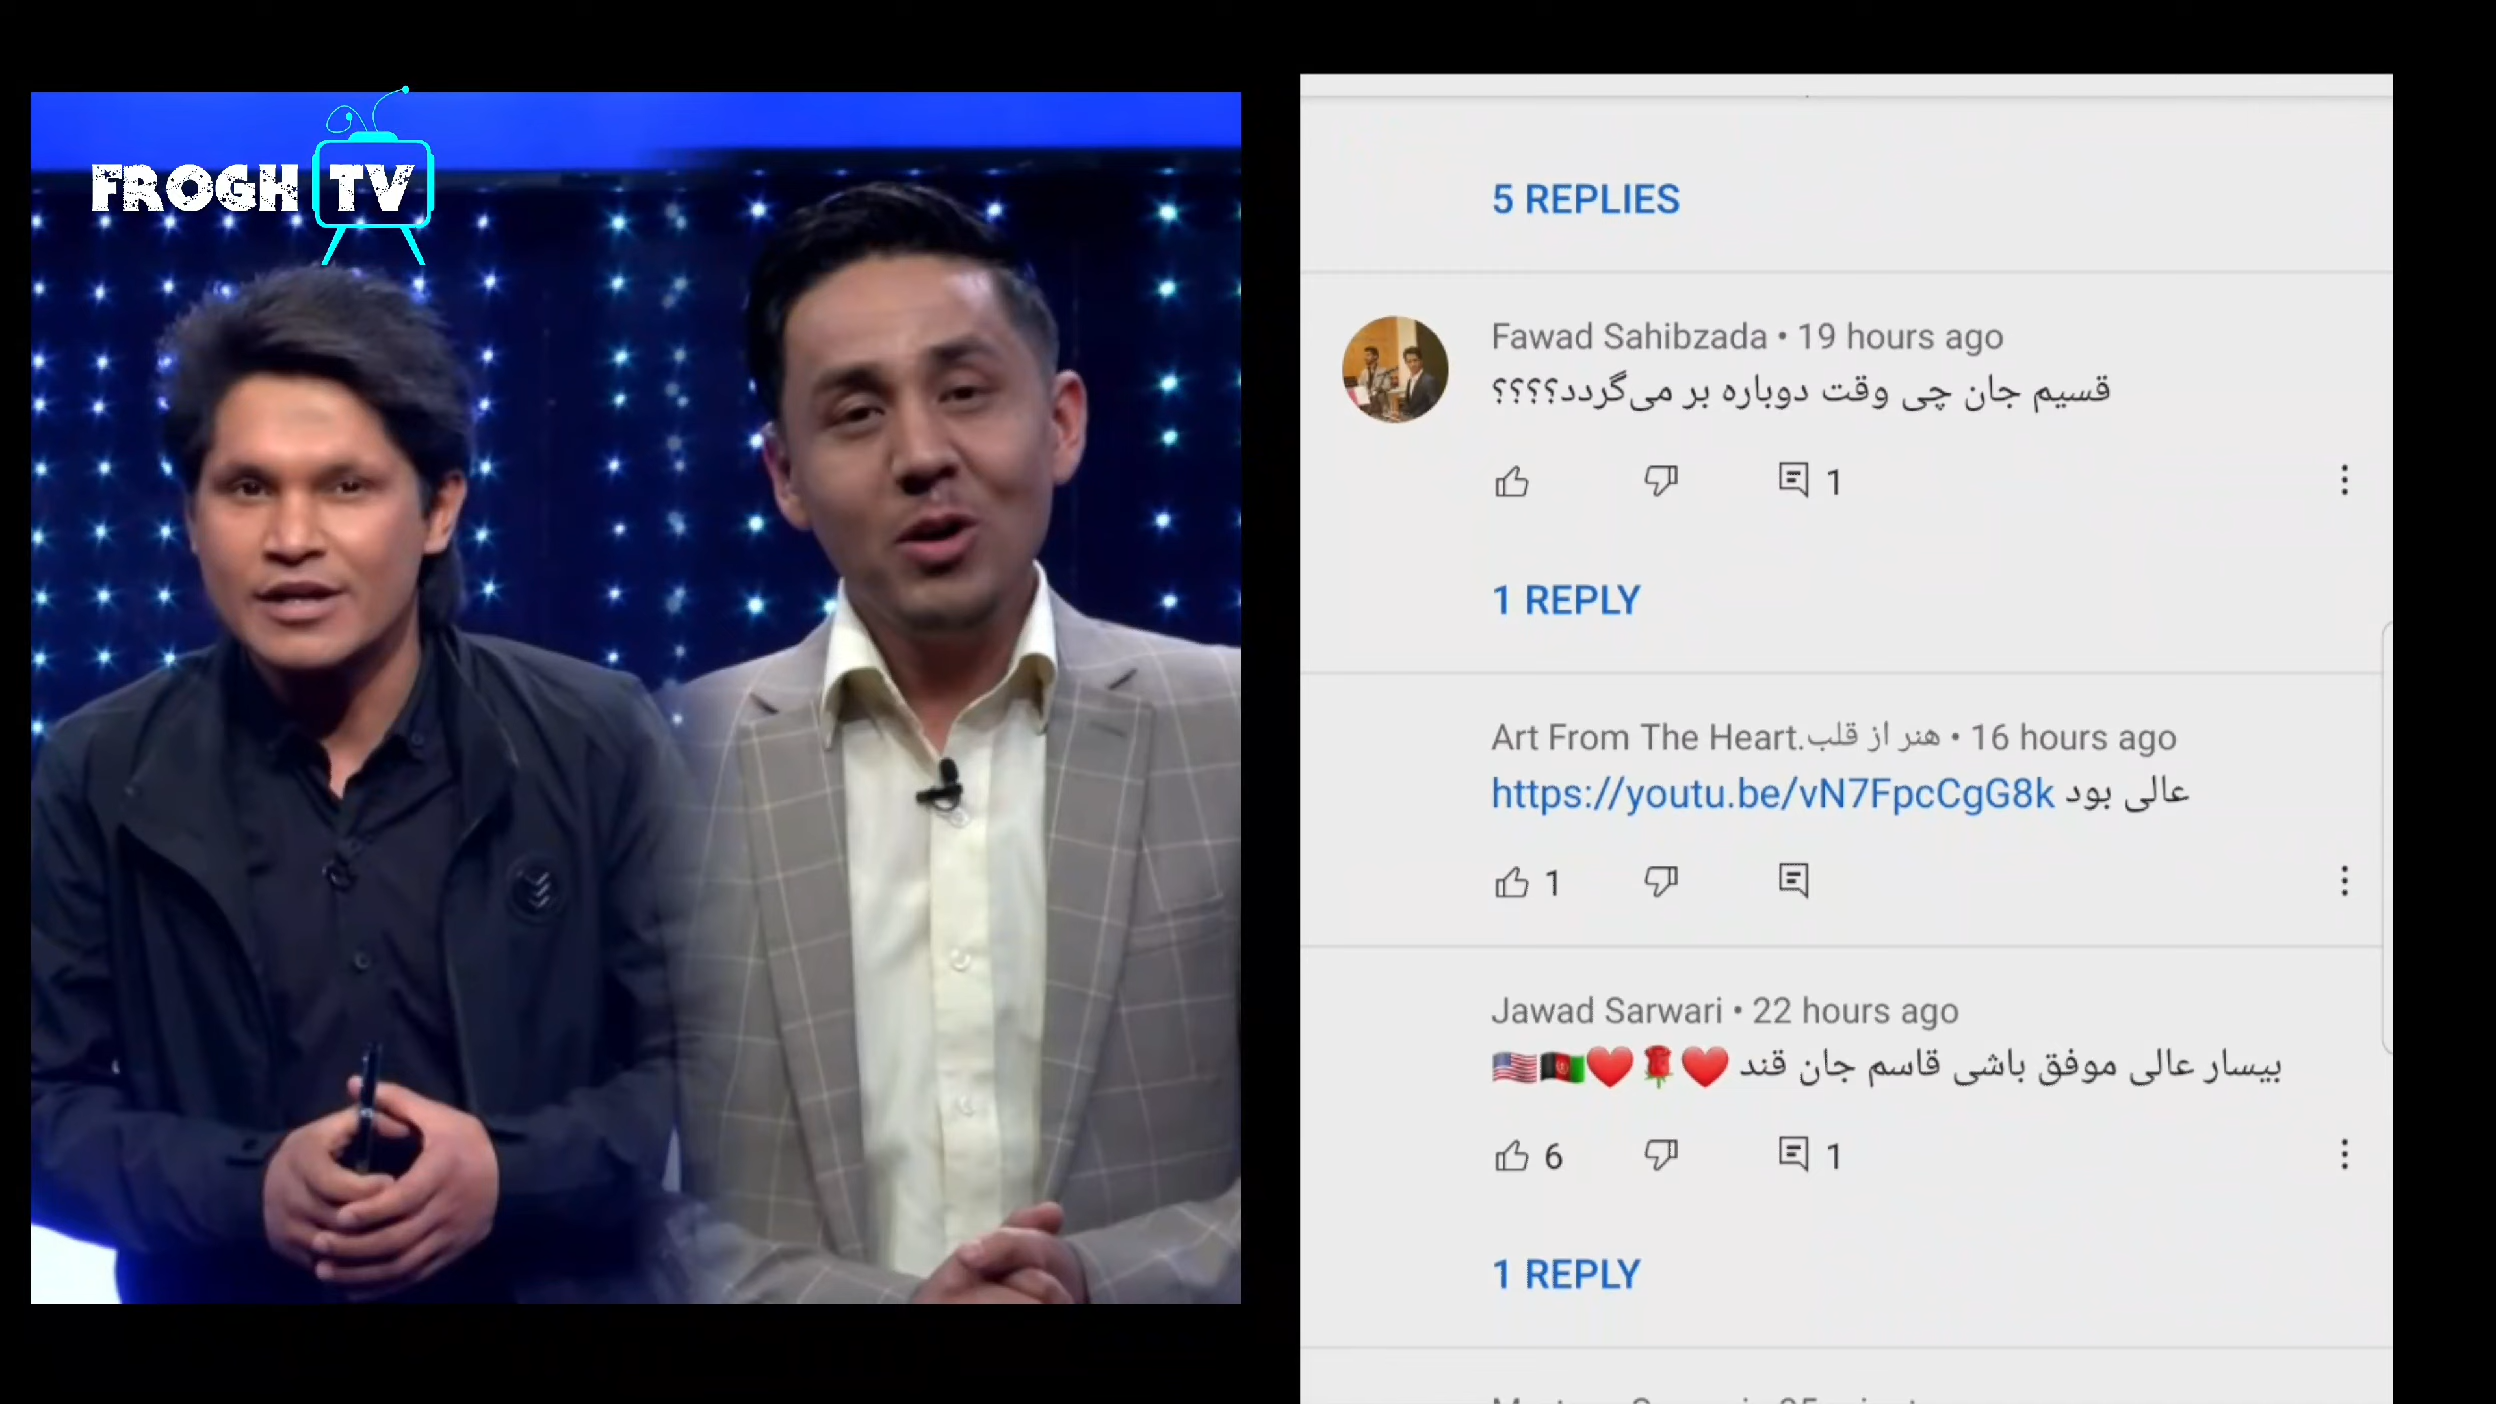 FROGH TV
5 REPLIES
Fawad Sahibzada • 19 hours ago
قسیم جان چی وقت دوباره بر می‌گردد؟؟؟؟
1
1 REPLY
Art From The Heart.هنر از قلب • 16 hours ago
https://youtu.be/vN7FpcCgG8k عالی بود
1
Jawad Sarwari • 22 hours ago
بیسار عالی موفق باشی قاسم جان قند ❤️🌹❤️🇦🇫🇺🇸
6 1
1 REPLY